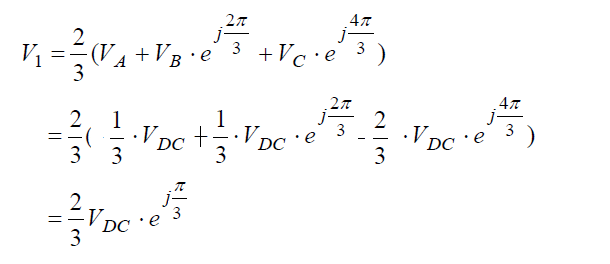 V₁ = 2/3 (V_A + V_B · e^{j 2π/3} + V_C · e^{j 4π/3})
= 2/3 ( 1/3 · V_DC + 1/3 · V_DC · e^{j 2π/3} - 2/3 · V_DC · e^{j 4π/3} )
= 2/3 V_DC · e^{j π/3}